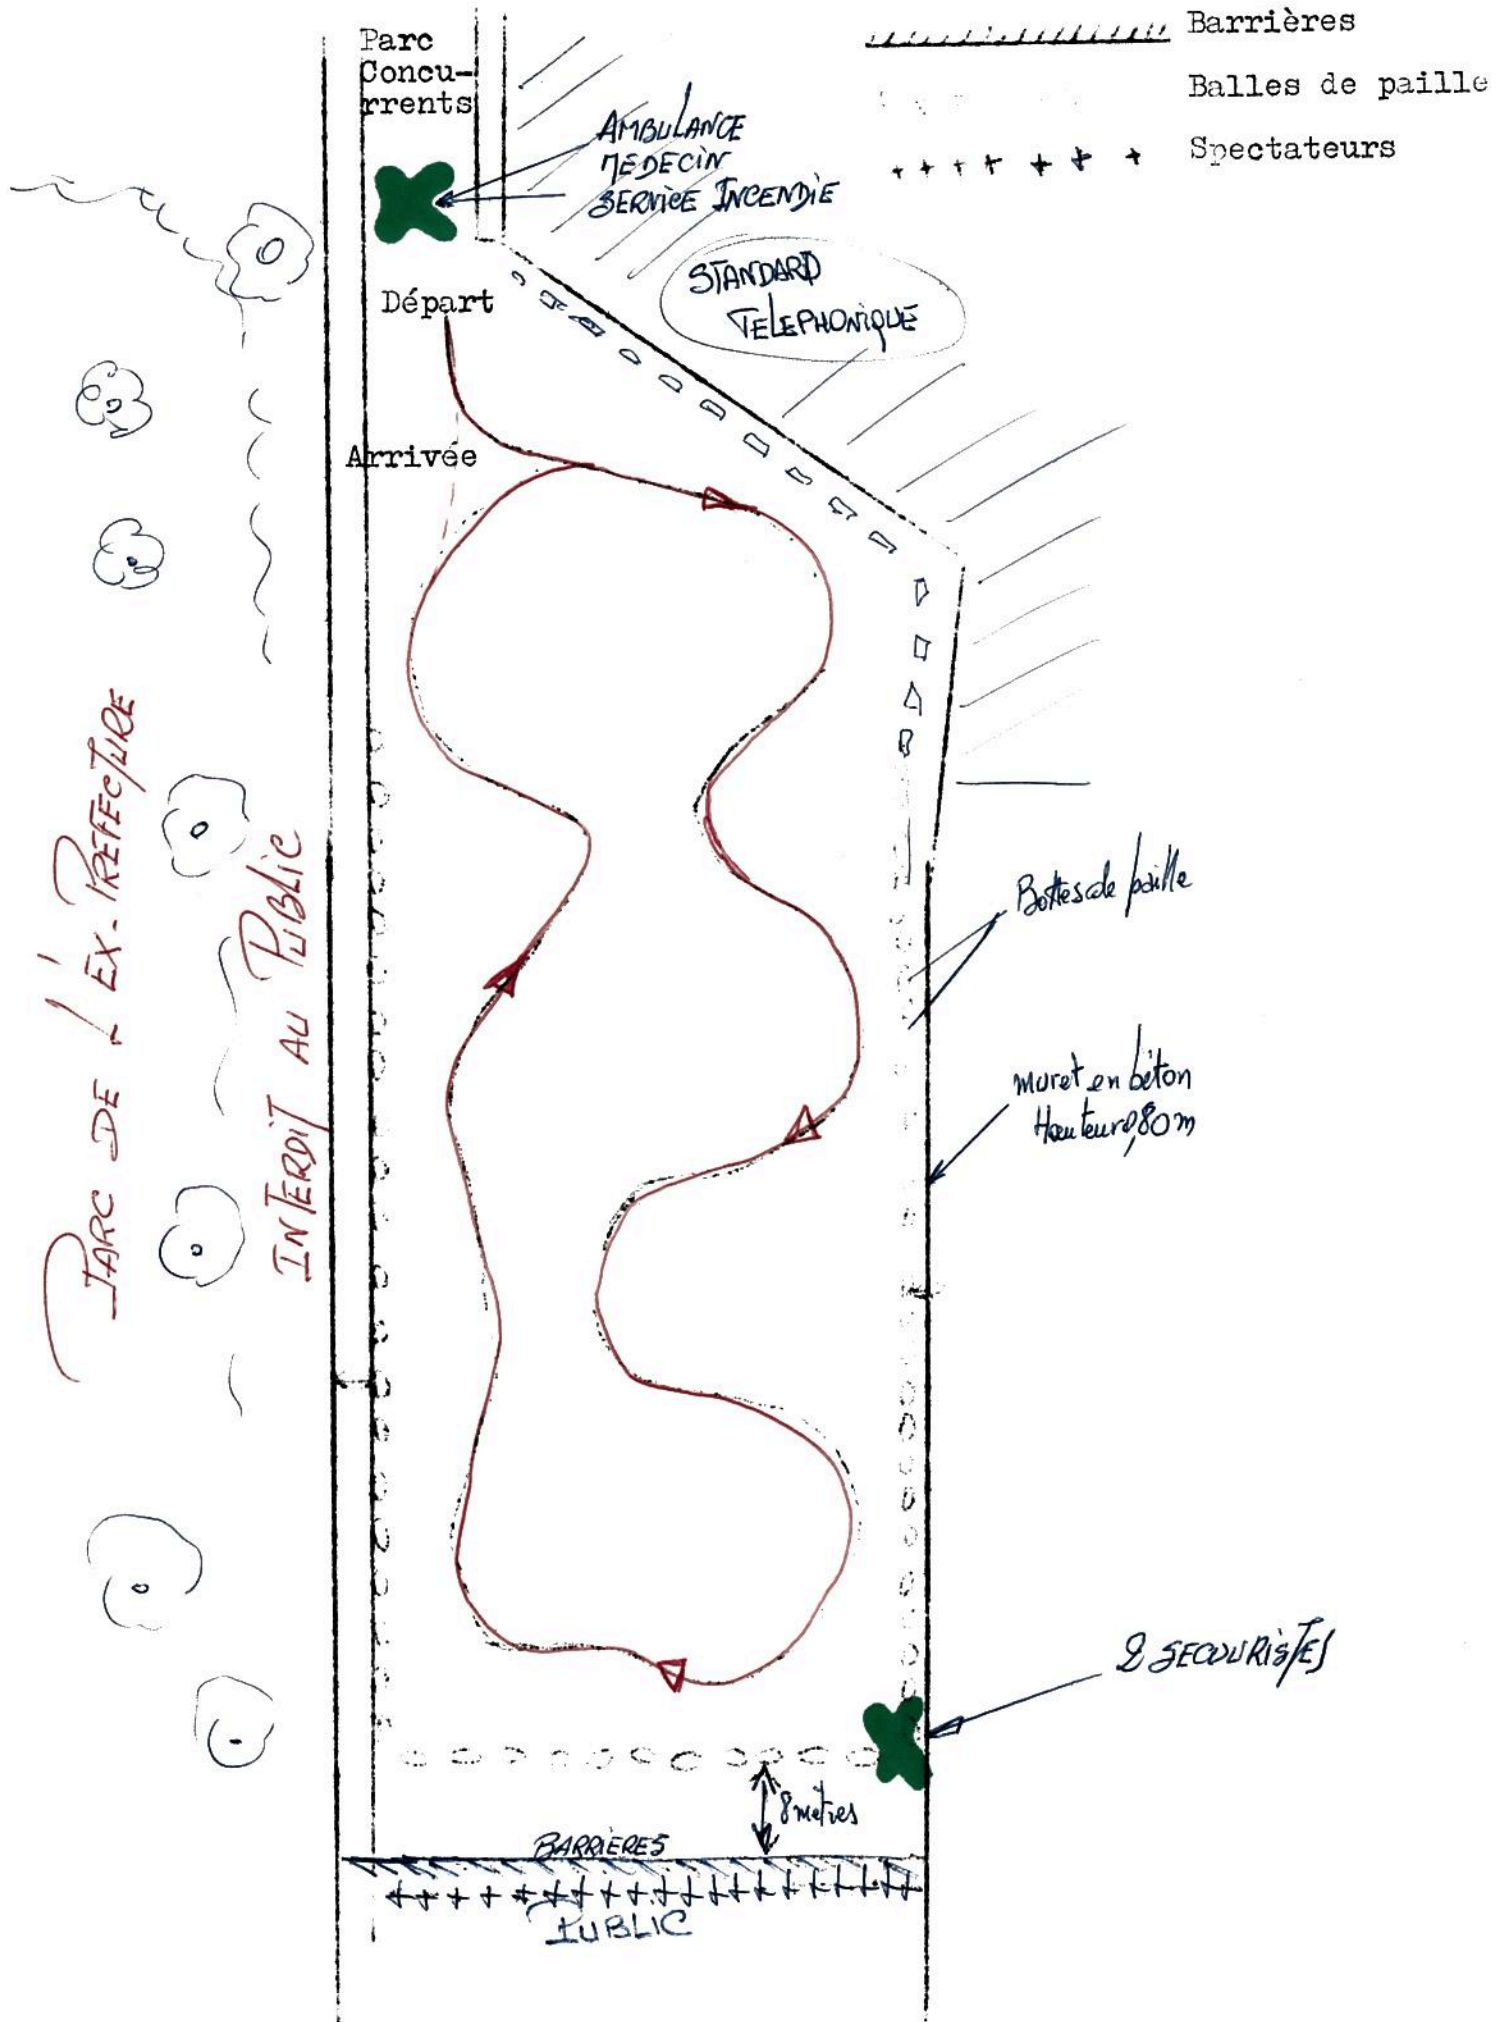 Parc
Concu-
rrents
Barrières
Balles de paille
Spectateurs
AMBULANCE
MEDECIN
SERVICE INCENDIE
STANDARD
TELEPHONIQUE
Départ
Arrivée
PARC DE L'EX-PREFECTURE
INTERDIT AU PUBLIC
Bottes de paille
muret en béton
Hauteur 0,80 m
2 SECOURISTES
8 mètres
BARRIÈRES
PUBLIC